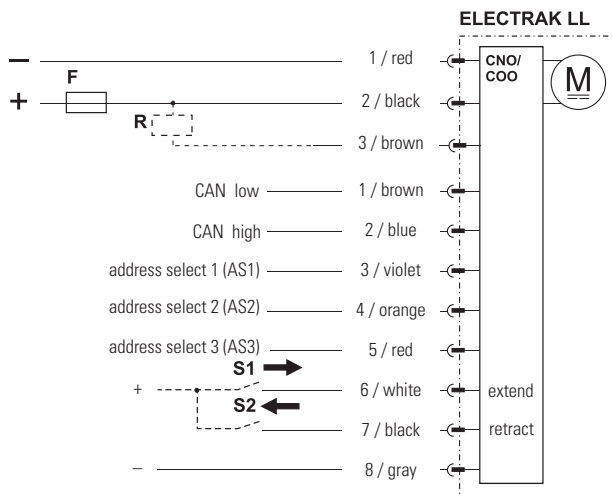 ELECTRAK LL
− 1 / red CNO/
COO
M
F
+ 2 / black
R
3 / brown
CAN low 1 / brown
CAN high 2 / blue
address select 1 (AS1) 3 / violet
address select 2 (AS2) 4 / orange
address select 3 (AS3) 5 / red
S1
+ 6 / white extend
S2
7 / black retract
− 8 / gray